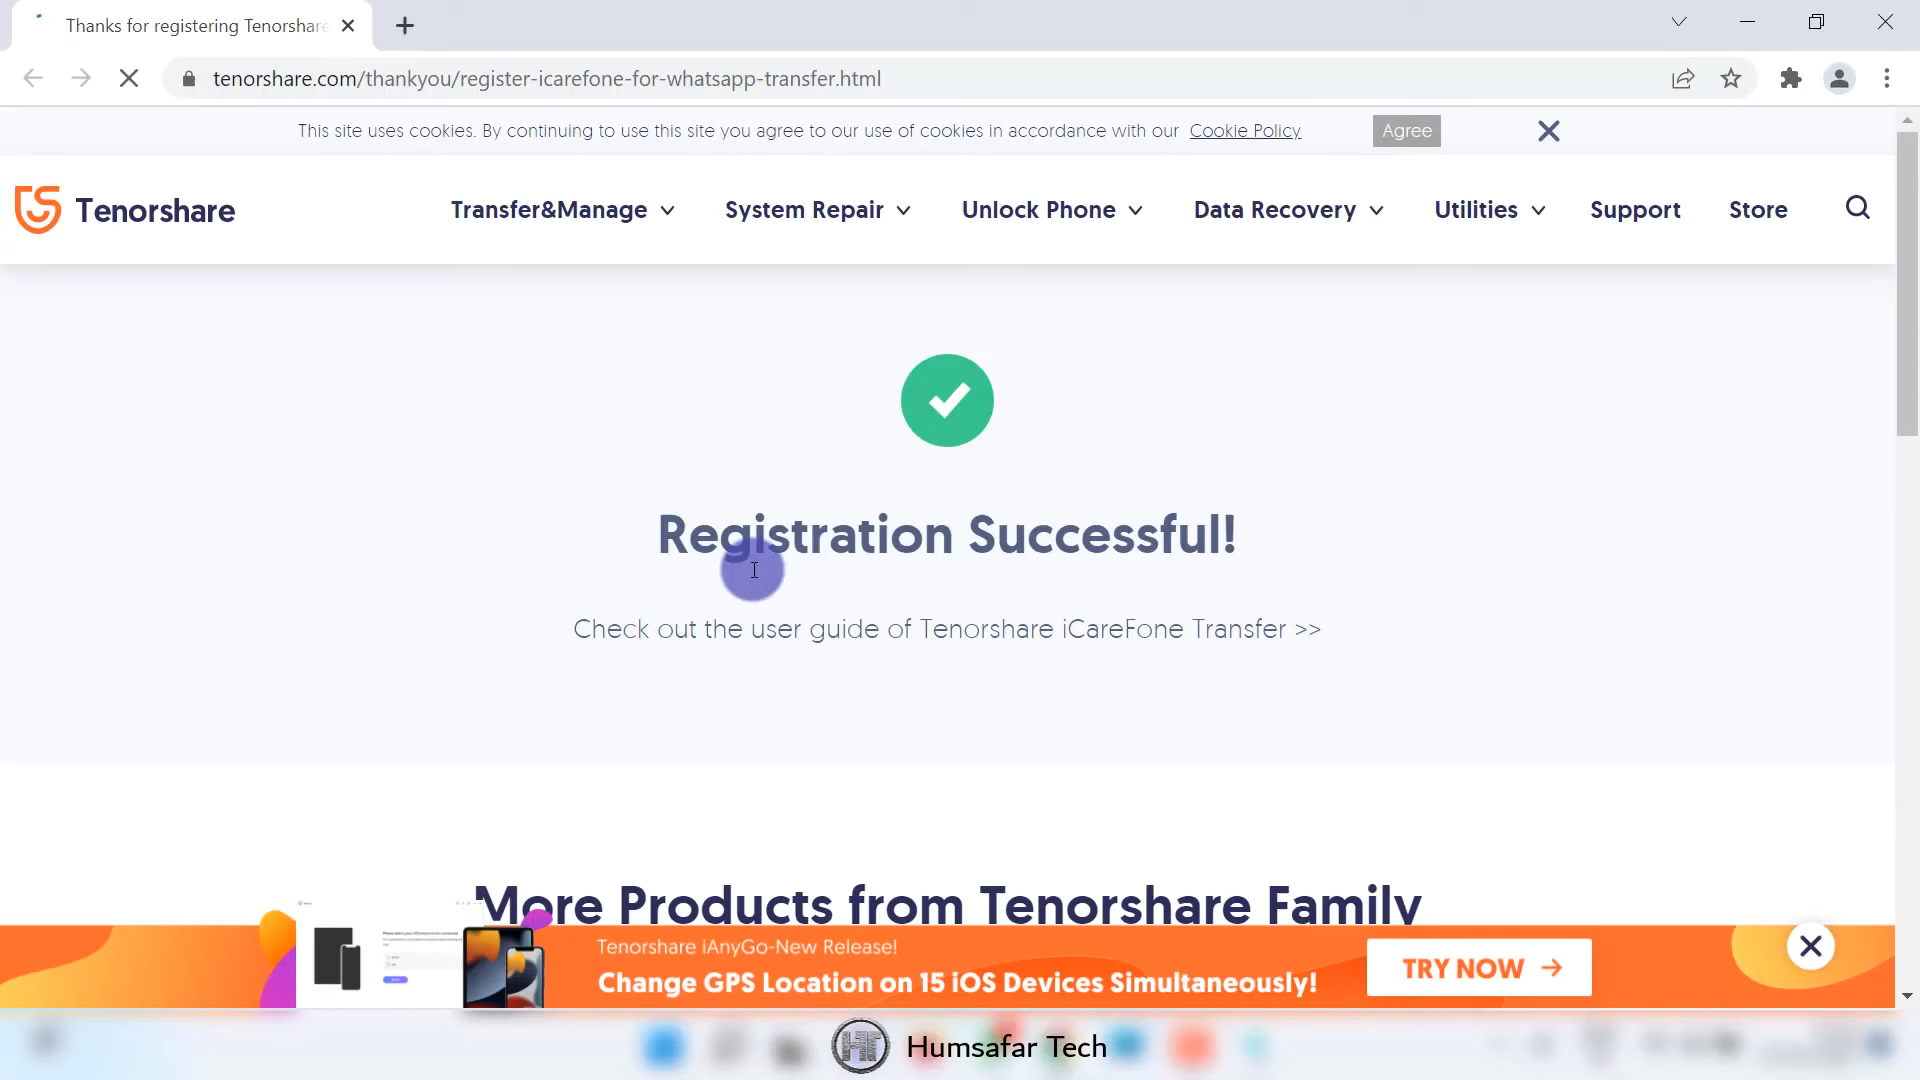 Thanks for registering Tenorshare
tenorshare.com/thankyou/register-icarefone-for-whatsapp-transfer.html
This site uses cookies. By continuing to use this site you agree to our use of cookies in accordance with our Cookie Policy
Agree
Tenorshare
Transfer&Manage
System Repair
Unlock Phone
Data Recovery
Utilities
Support
Store
Registration Successful!
Check out the user guide of Tenorshare iCareFone Transfer >>
More Products from Tenorshare Family
Tenorshare iAnyGo-New Release!
Change GPS Location on 15 iOS Devices Simultaneously!
TRY NOW
Humsafar Tech